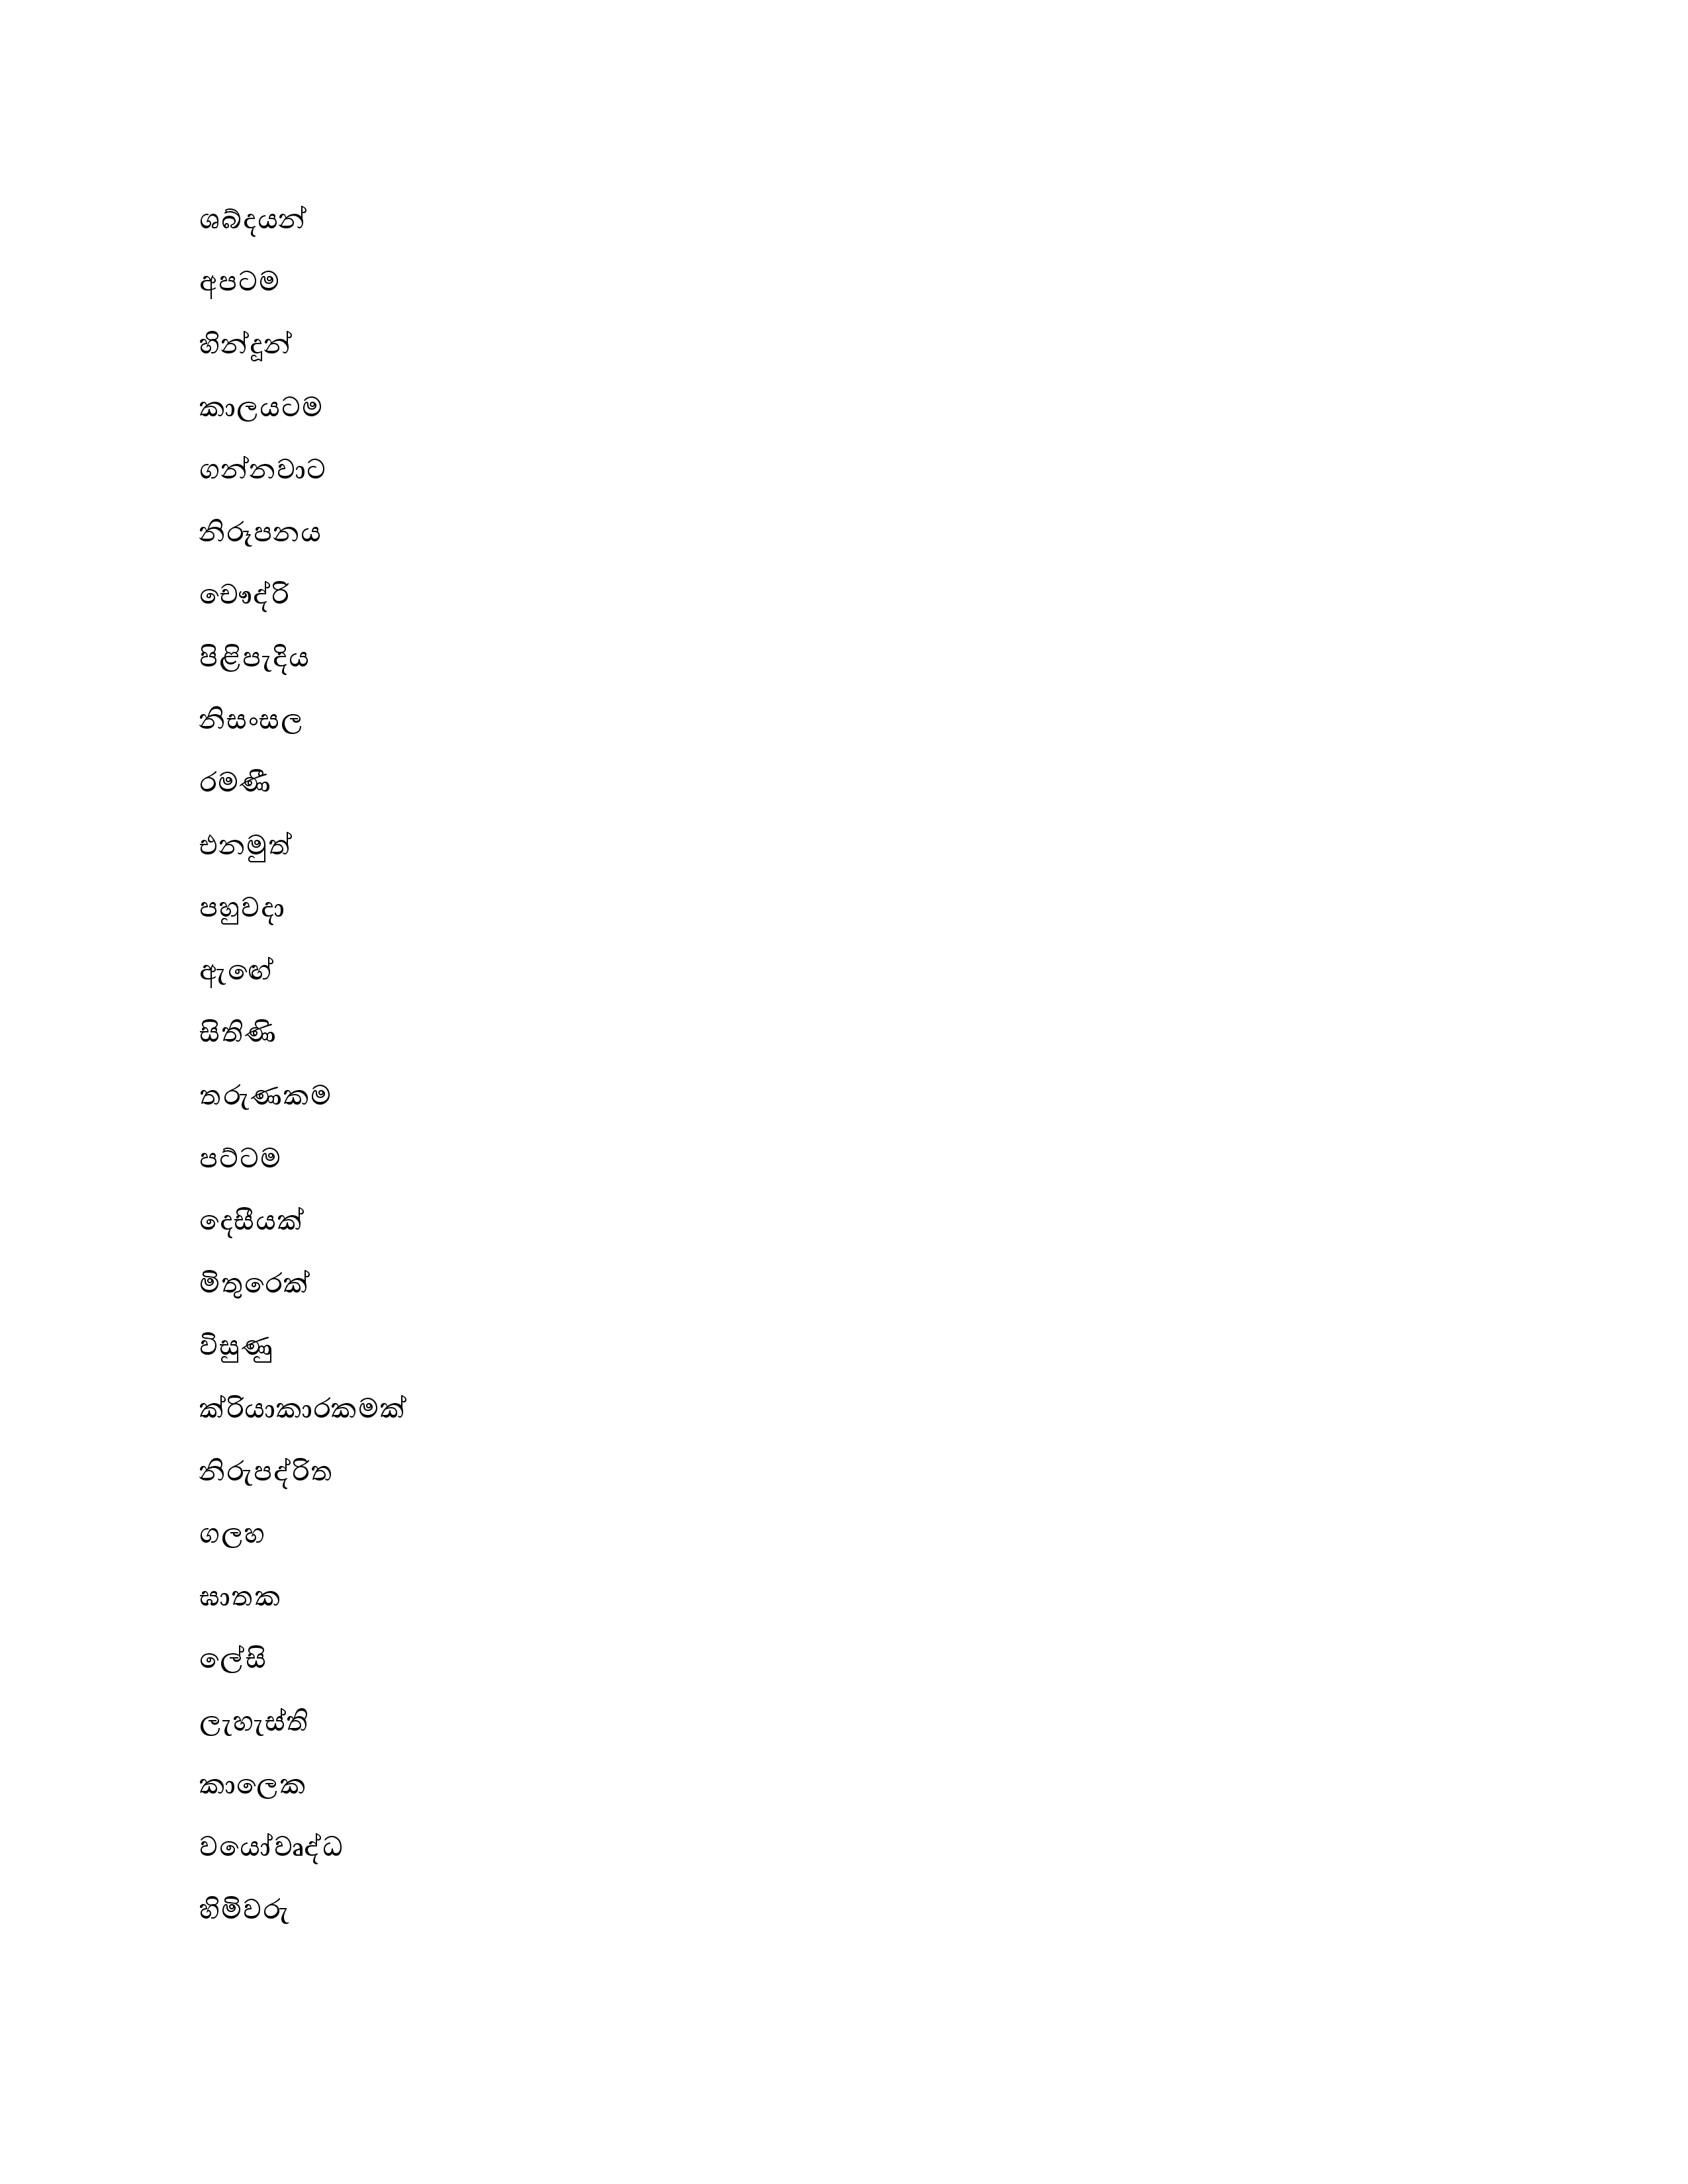 ශබ්දයන්
අපටම
හින්දූන්
කාලයටම
ගන්නවාට
නිරූපනය
චෞද්රි
පිළිපැදිය
නිසංසල
රමණී
එනමුත්
පහුවදා
ඇඟේ
සිතිණි
තරුණකම
පට්ටම
දෙසීයක්
මිතුරෙක්
විසුණු
ක්රියාකාරකමක්
නිරුපද්රිත
ගලහ
ඝාතක
ලේසි
ලැහැස්ති
කාලෙක
වයෝවෘද්ධ
හිමිවරු